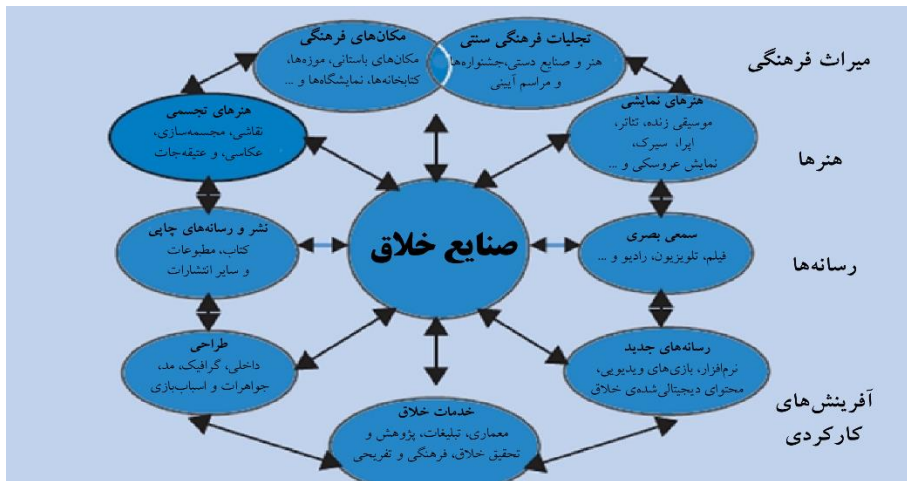 میراث فرهنگی
تجلیات فرهنگی سنتی
هنر و صنایع دستی،جشنواره‌ها
و مراسم آیینی
مکان‌های فرهنگی
مکان‌های باستانی، موزه‌ها،
کتابخانه‌ها، نمایشگاه‌ها و ...
هنرها
هنرهای نمایشی
موسیقی زنده، تئاتر،
اپرا، سیرک،
نمایش عروسکی و ...
هنرهای تجسمی
نقاشی، مجسمه‌سازی،
عکاسی، و عتیقه‌جات
صنایع خلاق
رسانه‌ها
سمعی بصری
فیلم، تلویزیون، رادیو و ...
نشر و رسانه‌های چاپی
کتاب، مطبوعات
و سایر انتشارات
آفرینش‌های
کارکردی
رسانه‌های جدید
نرم‌افزار، بازی‌های ویدیویی،
محتوای دیجیتالی‌شده‌ی خلاق
طراحی
داخلی، گرافیک، مد،
جواهرات و اسباب‌بازی
خدمات خلاق
معماری، تبلیغات، پژوهش و
تحقیق خلاق، فرهنگی و تفریحی